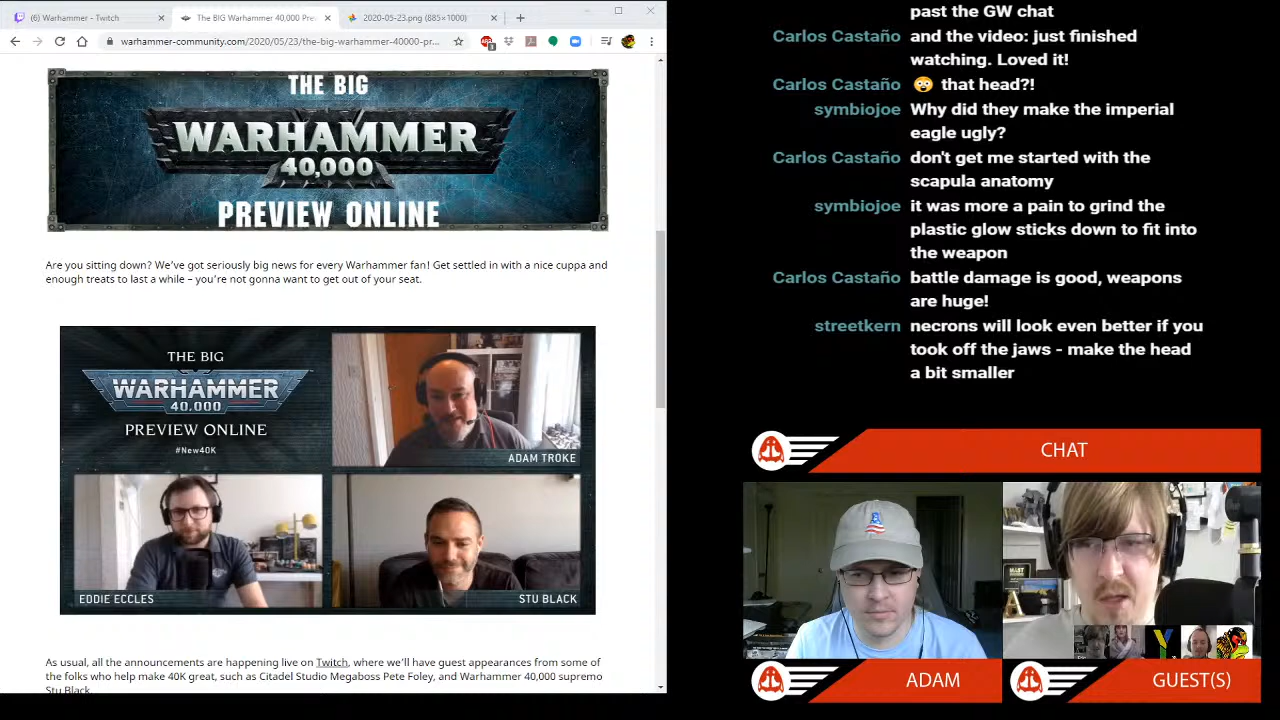 (6) Warhammer - Twitch
The BIG Warhammer 40,000 Pre
2020-05-23.png (885×1000)
warhammer-community.com/2020/05/23/the-big-warhammer-40000-pr...
THE BIG
WARHAMMER
40,000
PREVIEW ONLINE
Are you sitting down? We've got seriously big news for every Warhammer fan! Get settled in with a nice cuppa and
enough treats to last a while – you're not gonna want to get out of your seat.
THE BIG
WARHAMMER
40,000
PREVIEW ONLINE
#New40K
ADAM TROKE
EDDIE ECCLES
STU BLACK
As usual, all the announcements are happening live on Twitch, where we'll have guest appearances from some of
the who help make 40K great, such as Citadel Studio Megaboss Pete Foley, and Warhammer 40,000 supremo
Stu Black.
past the GW chat
Carlos Castaño and the video: just finished
watching. Loved it!
Carlos Castaño 😲 that head?!
symbiojoe Why did they make the imperial
eagle ugly?
Carlos Castaño don't get me started with the
scapula anatomy
symbiojoe it was more a pain to grind the
plastic glow sticks down to fit into
the weapon
Carlos Castaño battle damage is good, weapons
are huge!
streetkern necrons will look even better if you
took off the jaws - make the head
a bit smaller
CHAT
ADAM
GUEST(S)